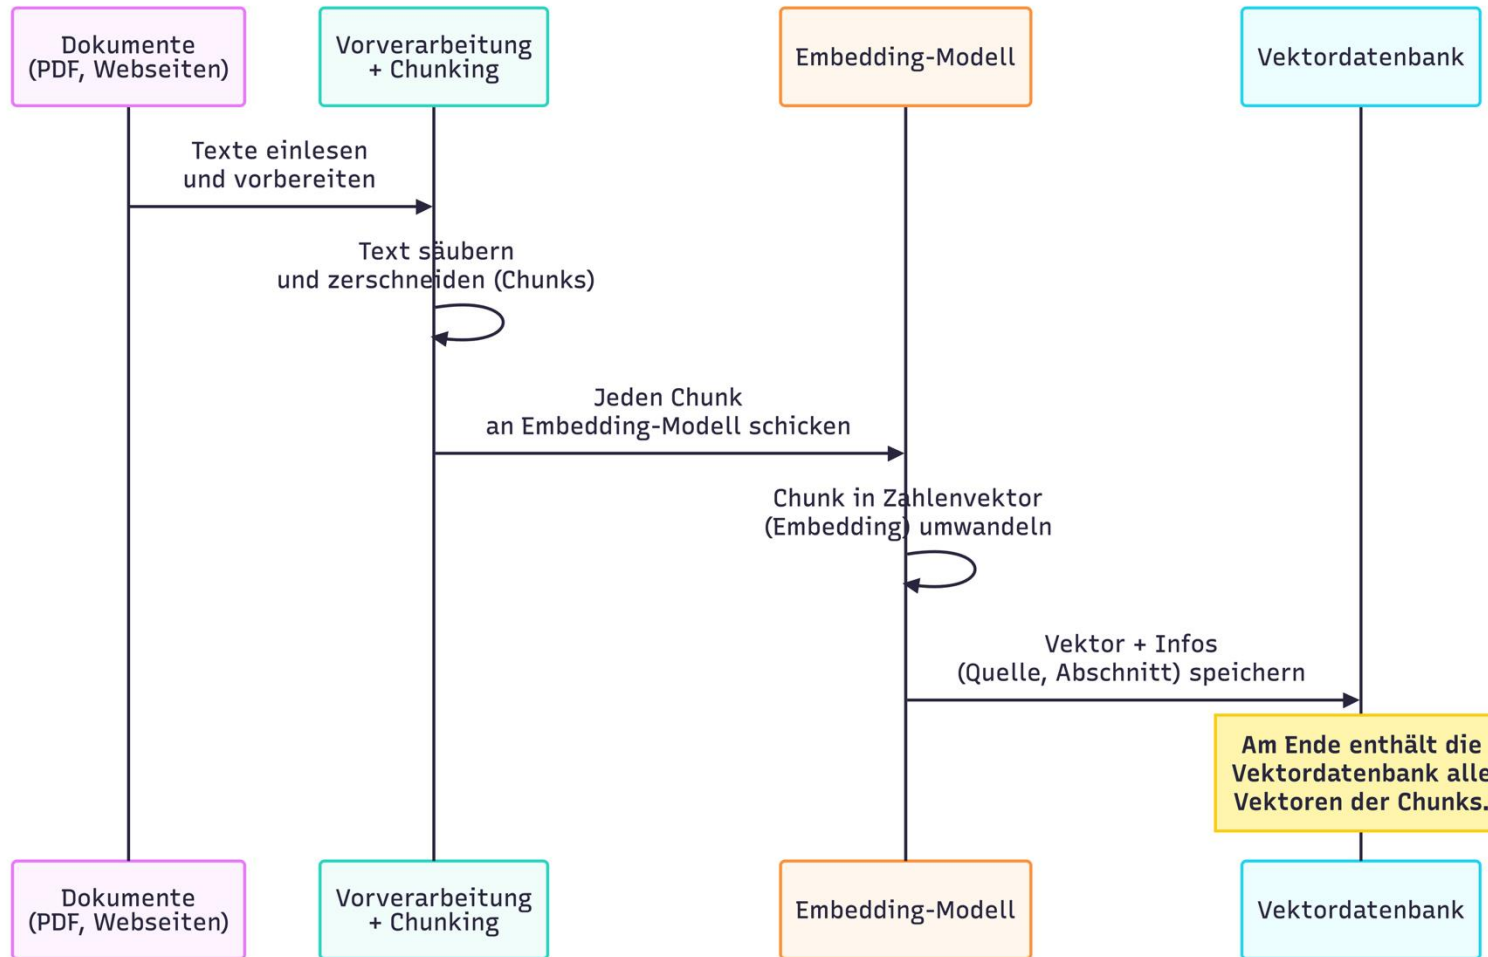 Dokumente
(PDF, Webseiten)
Vorverarbeitung
+ Chunking
Embedding-Modell
Vektordatenbank
Texte einlesen
und vorbereiten
Text säubern
und zerschneiden (Chunks)
Jeden Chunk
an Embedding-Modell schicken
Chunk in Zahlenvektor
(Embedding) umwandeln
Vektor + Infos
(Quelle, Abschnitt) speichern
Am Ende enthält die
Vektordatenbank alle
Vektoren der Chunks.
Dokumente
(PDF, Webseiten)
Vorverarbeitung
+ Chunking
Embedding-Modell
Vektordatenbank